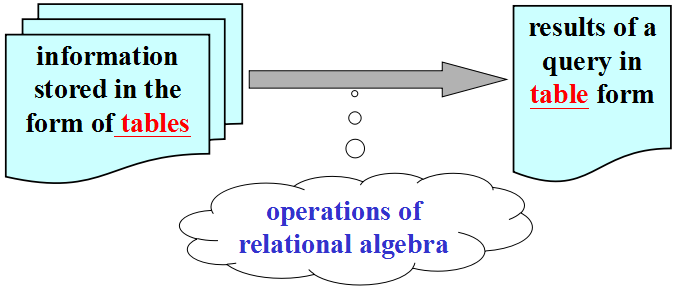 information
stored in the
form of tables
results of a
query in
table form
operations of
relational algebra